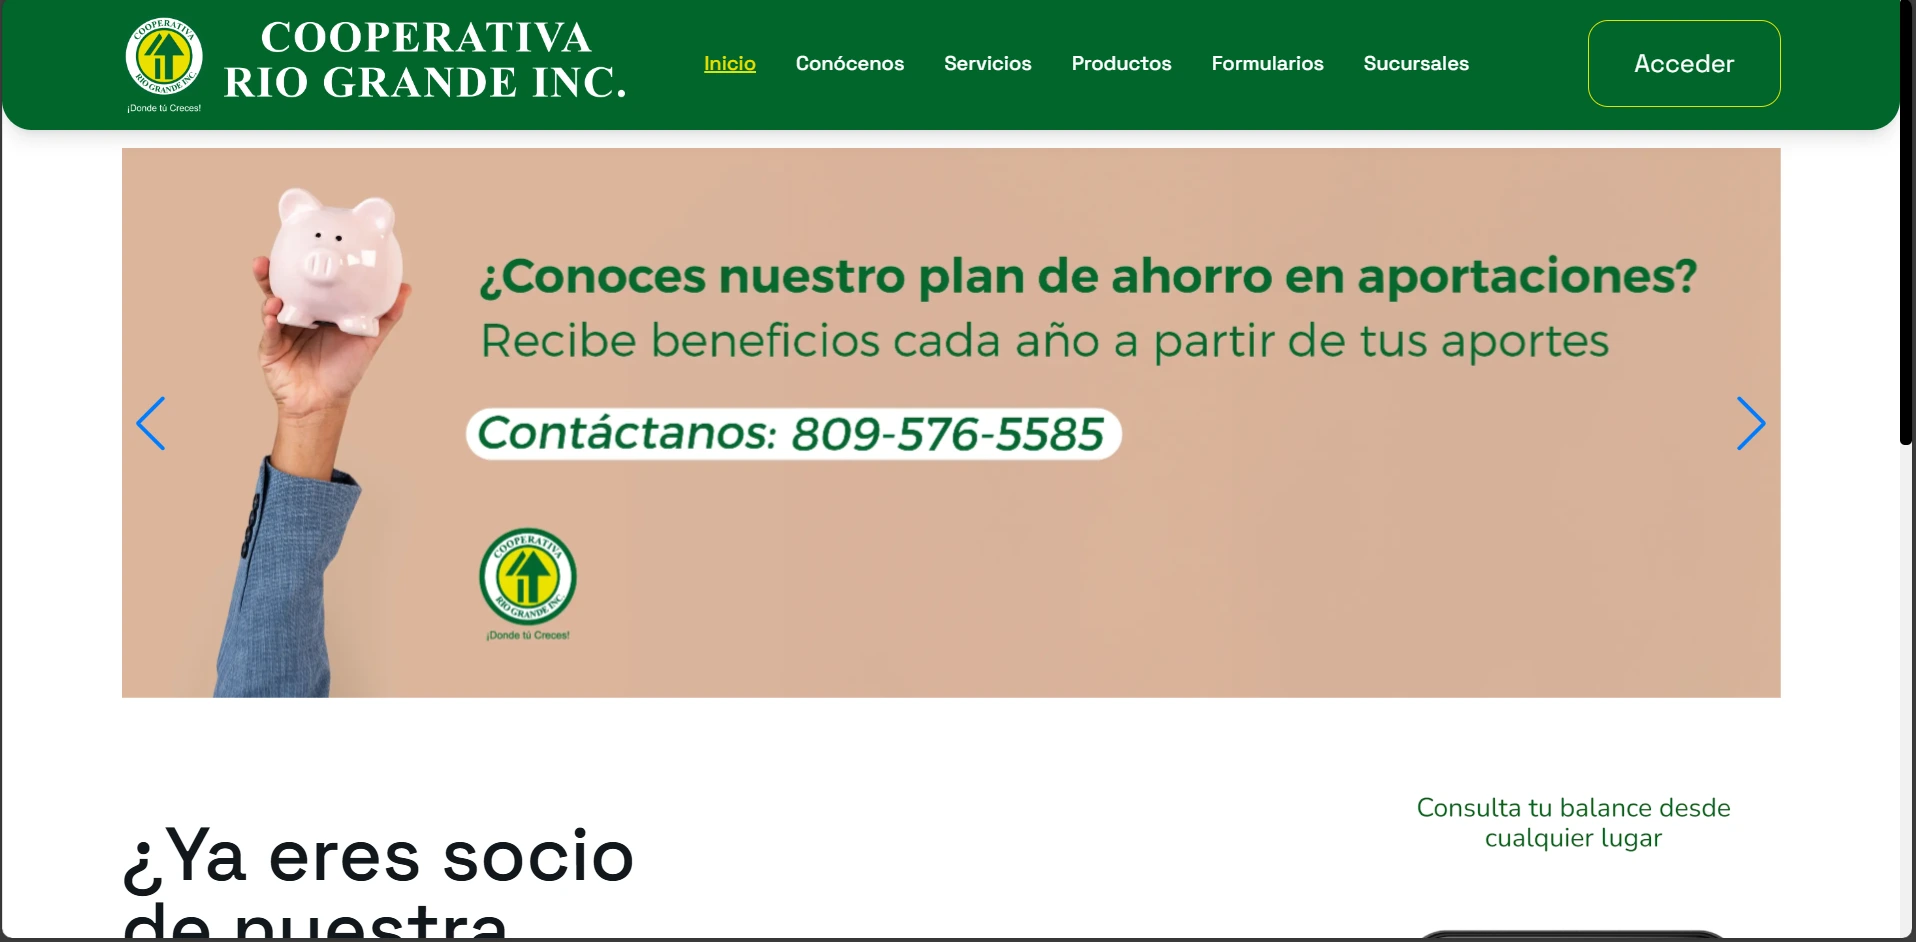 COOPERATIVA
RIO GRANDE INC.
¡Donde tú Creces!
COOPERATIVA
RIO GRANDE INC.
Inicio
Conócenos
Servicios
Productos
Formularios
Sucursales
Acceder
¿Conoces nuestro plan de ahorro en aportaciones?
Recibe beneficios cada año a partir de tus aportes
Contáctanos: 809-576-5585
COOPERATIVA
RIO GRANDE INC.
¡Donde tú Creces!
Consulta tu balance desde
cualquier lugar
¿Ya eres socio
de nuestra